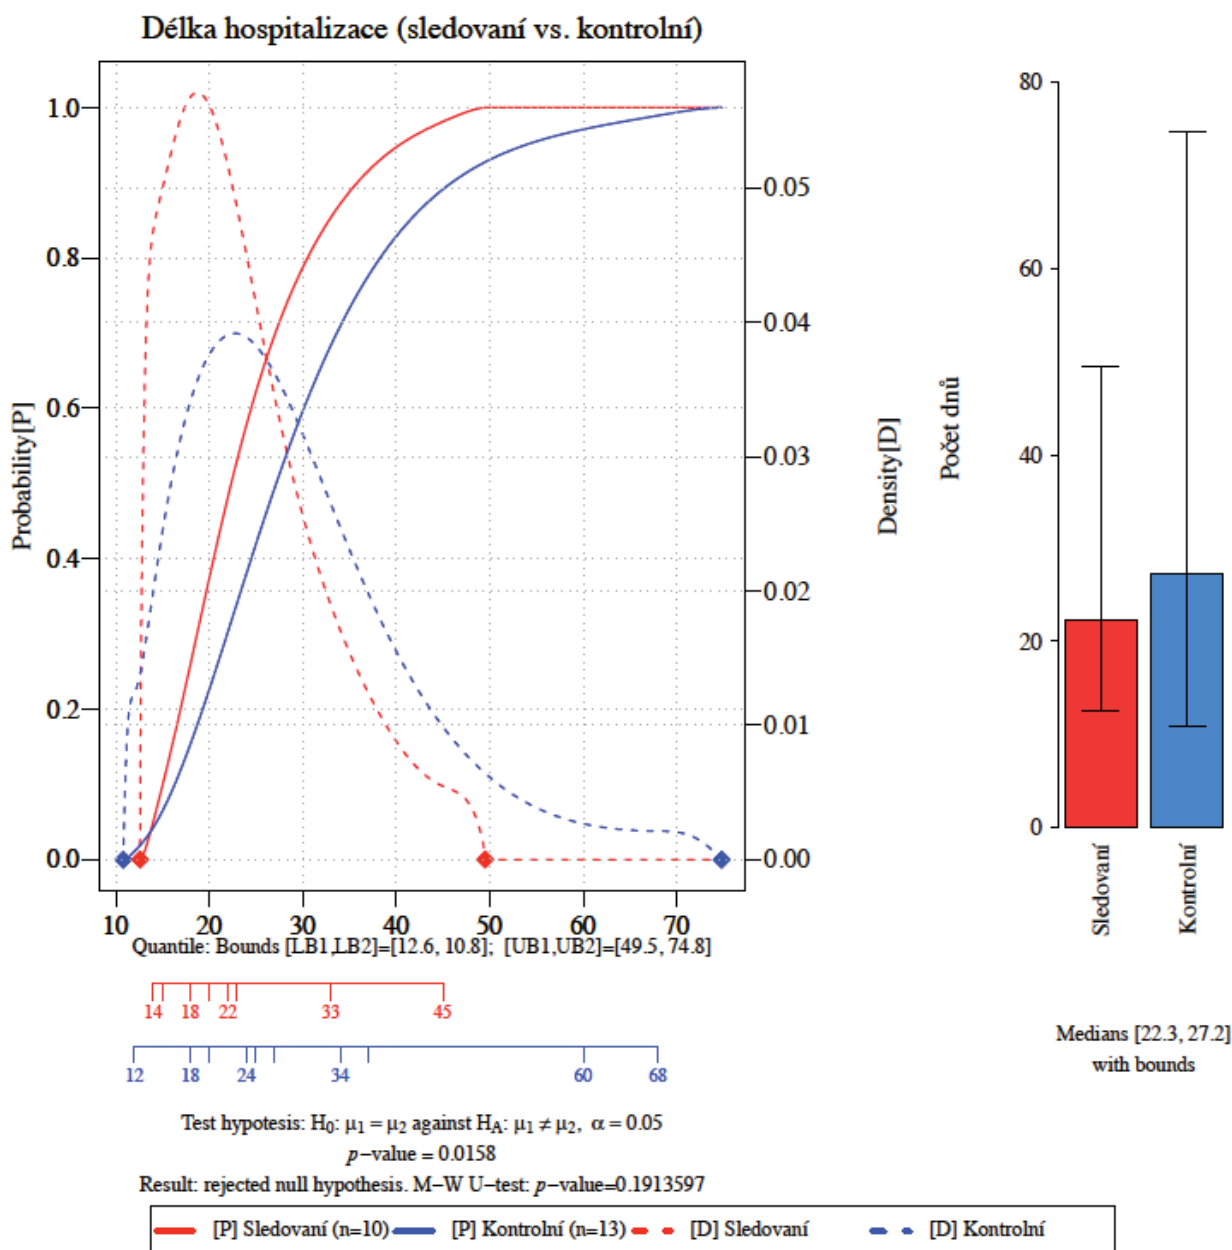 Délka hospitalizace (sledovaní vs. kontrolní)
Probability[P]
1.0
0.8
0.6
0.4
0.2
0.0
0.05
0.04
0.03
0.02
0.01
0.00
Density[D]
10 20 30 40 50 60 70
Quantile: Bounds [LB1,LB2]=[12.6, 10.8]; [UB1,UB2]=[49.5, 74.8]
14 18 22 33 45
12 18 24 34 60 68
Test hypotesis: H₀: μ₁ = μ₂ against H_A: μ₁ ≠ μ₂, α = 0.05
p−value = 0.0158
Result: rejected null hypothesis. M−W U−test: p−value=0.1913597
[P] Sledovaní (n=10) [P] Kontrolní (n=13) [D] Sledovaní [D] Kontrolní
Počet dnů
80
60
40
20
0
Sledovaní
Kontrolní
Medians [22.3, 27.2]
with bounds